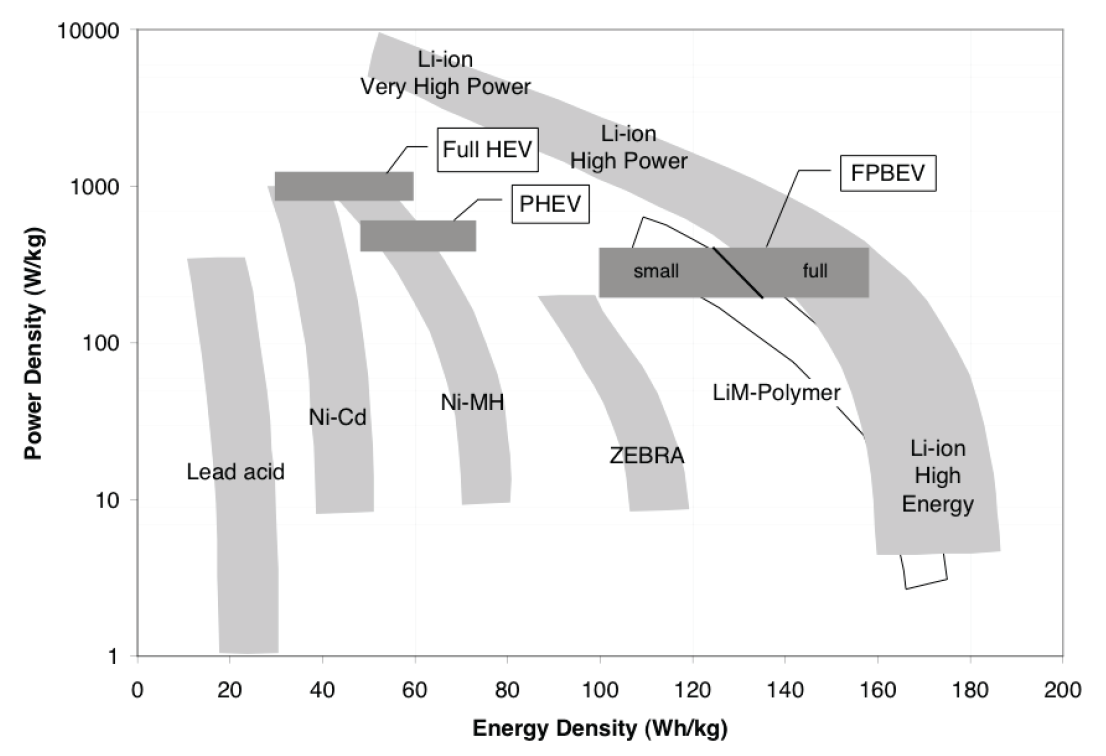 10000
1000
100
10
1
Power Density (W/kg)
Li-ion
Very High Power
Li-ion
High Power
Full HEV
PHEV
FPBEV
small
full
LiM-Polymer
Ni-MH
Ni-Cd
Lead acid
ZEBRA
Li-ion
High
Energy
0 20 40 60 80 100 120 140 160 180 200
Energy Density (Wh/kg)